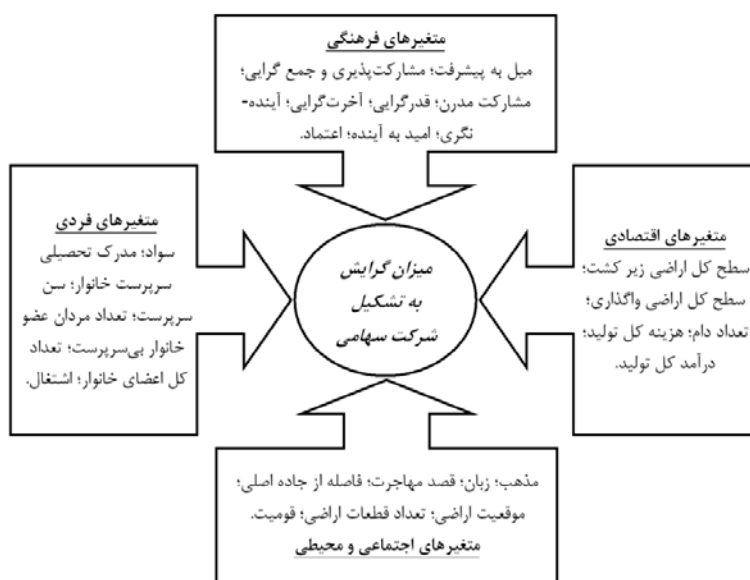 متغیرهای فرهنگی
میل به پیشرفت؛ مشارکت‌پذیری و جمع گرایی؛
مشارکت مدرن؛ قدرگرایی؛ آخرت‌گرایی؛ آینده-
نگری؛ امید به آینده؛ اعتماد.
متغیرهای اقتصادی
سطح کل اراضی زیر کشت؛
سطح کل اراضی واگذاری؛
تعداد دام؛ هزینه کل تولید؛
درآمد کل تولید.
میزان گرایش
به تشکیل
شرکت سهامی
متغیرهای فردی
سواد؛ مدرک تحصیلی
سرپرست خانوار؛ سن
سرپرست؛ تعداد مردان عضو
خانوار بی‌سرپرست؛ تعداد
کل اعضای خانوار؛ اشتغال.
مذهب؛ زبان؛ قصد مهاجرت؛ فاصله از جاده اصلی؛
موقعیت اراضی؛ تعداد قطعات اراضی؛ قومیت.
متغیرهای اجتماعی و محیطی